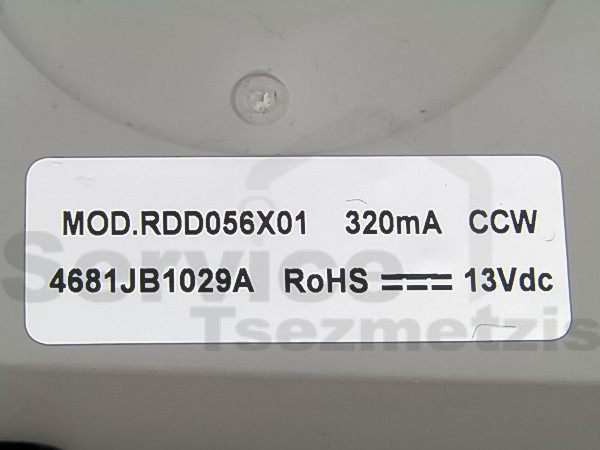 MOD.RDD056X01 320mA CCW
4681JB1029A RoHS ⎓ 13Vdc
Service
Tsezmetzis